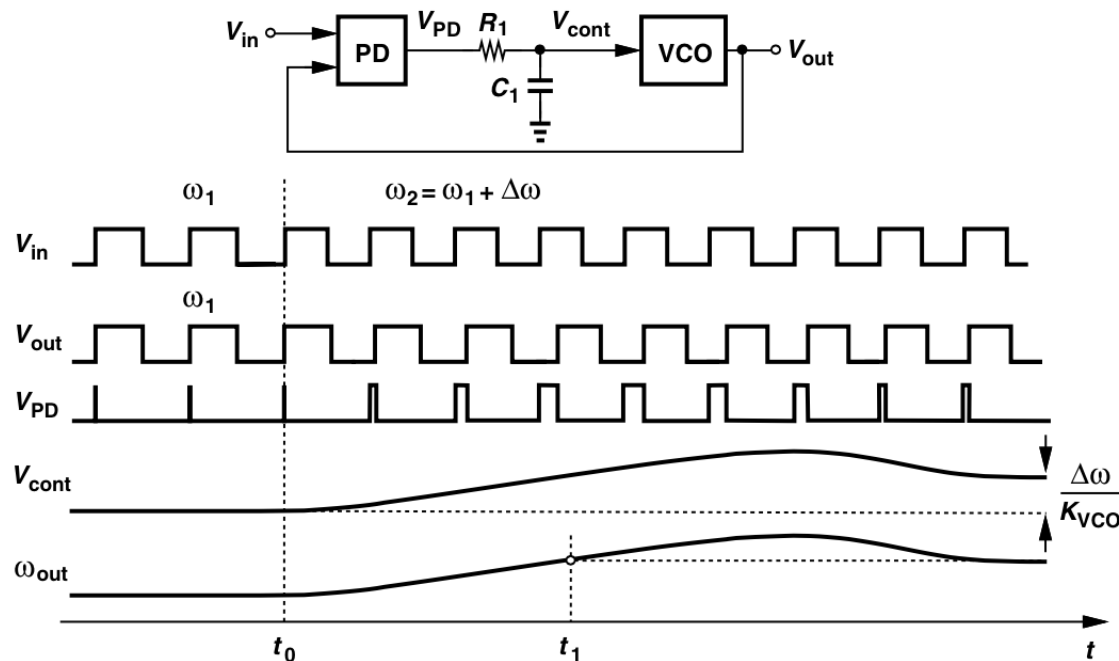 V_PD R_1 V_cont
V_in PD VCO V_out
C_1
ω_1 ω_2 = ω_1 + Δω
V_in
ω_1
V_out
V_PD
V_cont Δω
K_VCO
ω_out
t_0 t_1 t